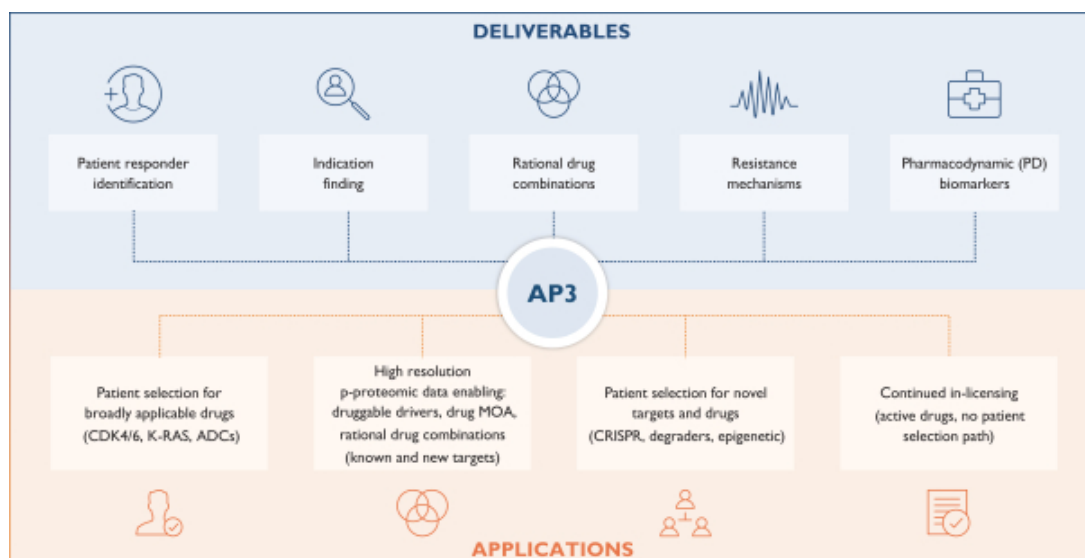 DELIVERABLES
Patient responder
identification
Indication
finding
Rational drug
combinations
Resistance
mechanisms
Pharmacodynamic (PD)
biomarkers
AP3
Patient selection for
broadly applicable drugs
(CDK4/6, K-RAS, ADCs)
High resolution
p-proteomic data enabling:
druggable drivers, drug MOA,
rational drug combinations
(known and new targets)
Patient selection for novel
targets and drugs
(CRISPR, degraders, epigenetic)
Continued in-licensing
(active drugs, no patient
selection path)
APPLICATIONS